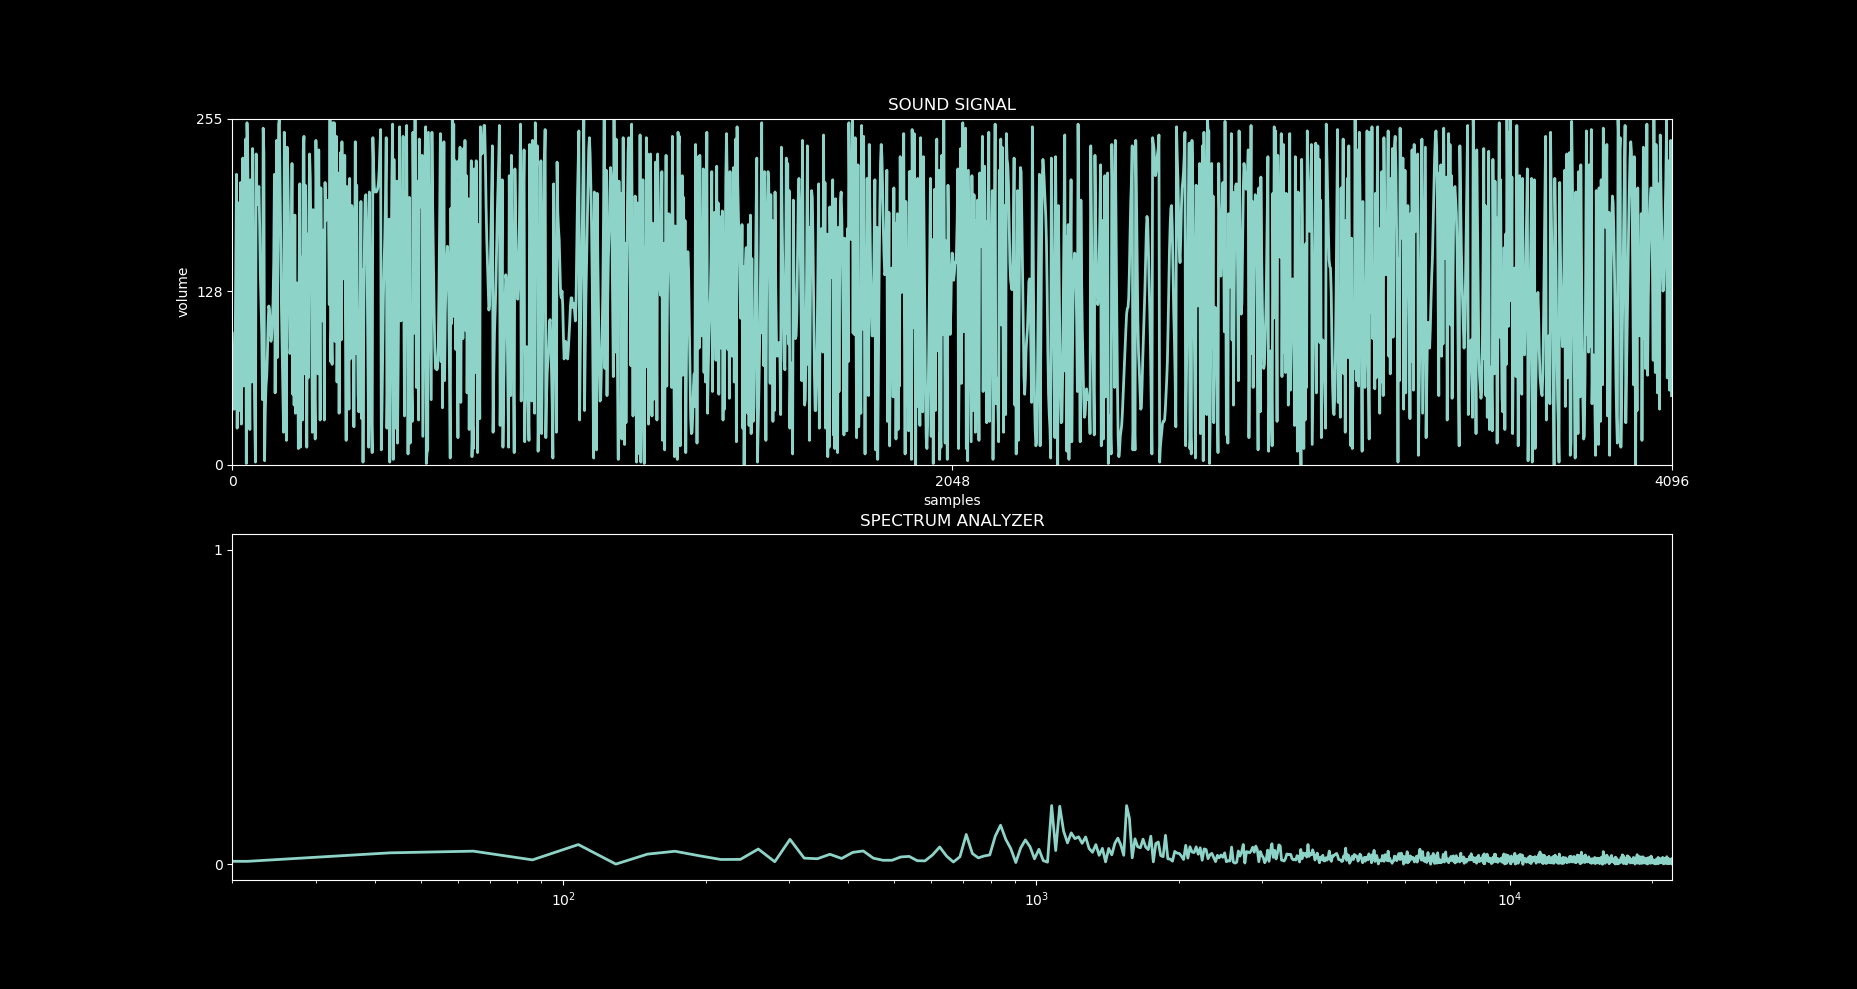 SOUND SIGNAL
255
128
0
volume
0 2048 4096
samples
SPECTRUM ANALYZER
1
0
10² 10³ 10⁴